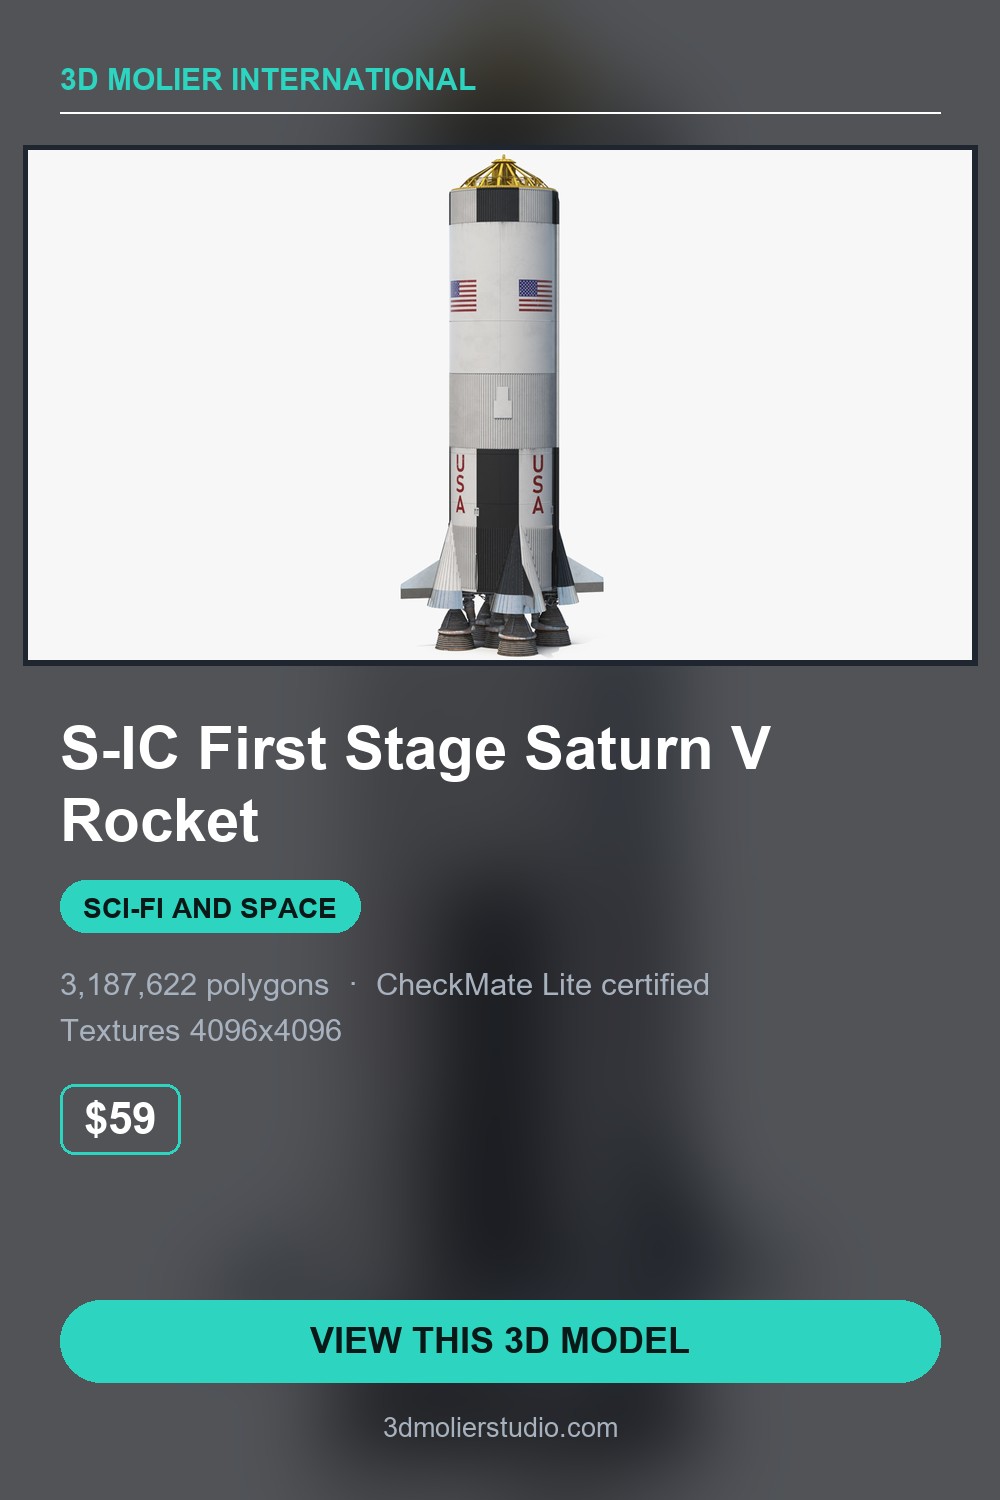 3D MOLIER INTERNATIONAL
USA
USA
S-IC First Stage Saturn V
Rocket
SCI-FI AND SPACE
3,187,622 polygons · CheckMate Lite certified
Textures 4096x4096
$59
VIEW THIS 3D MODEL
3dmolierstudio.com